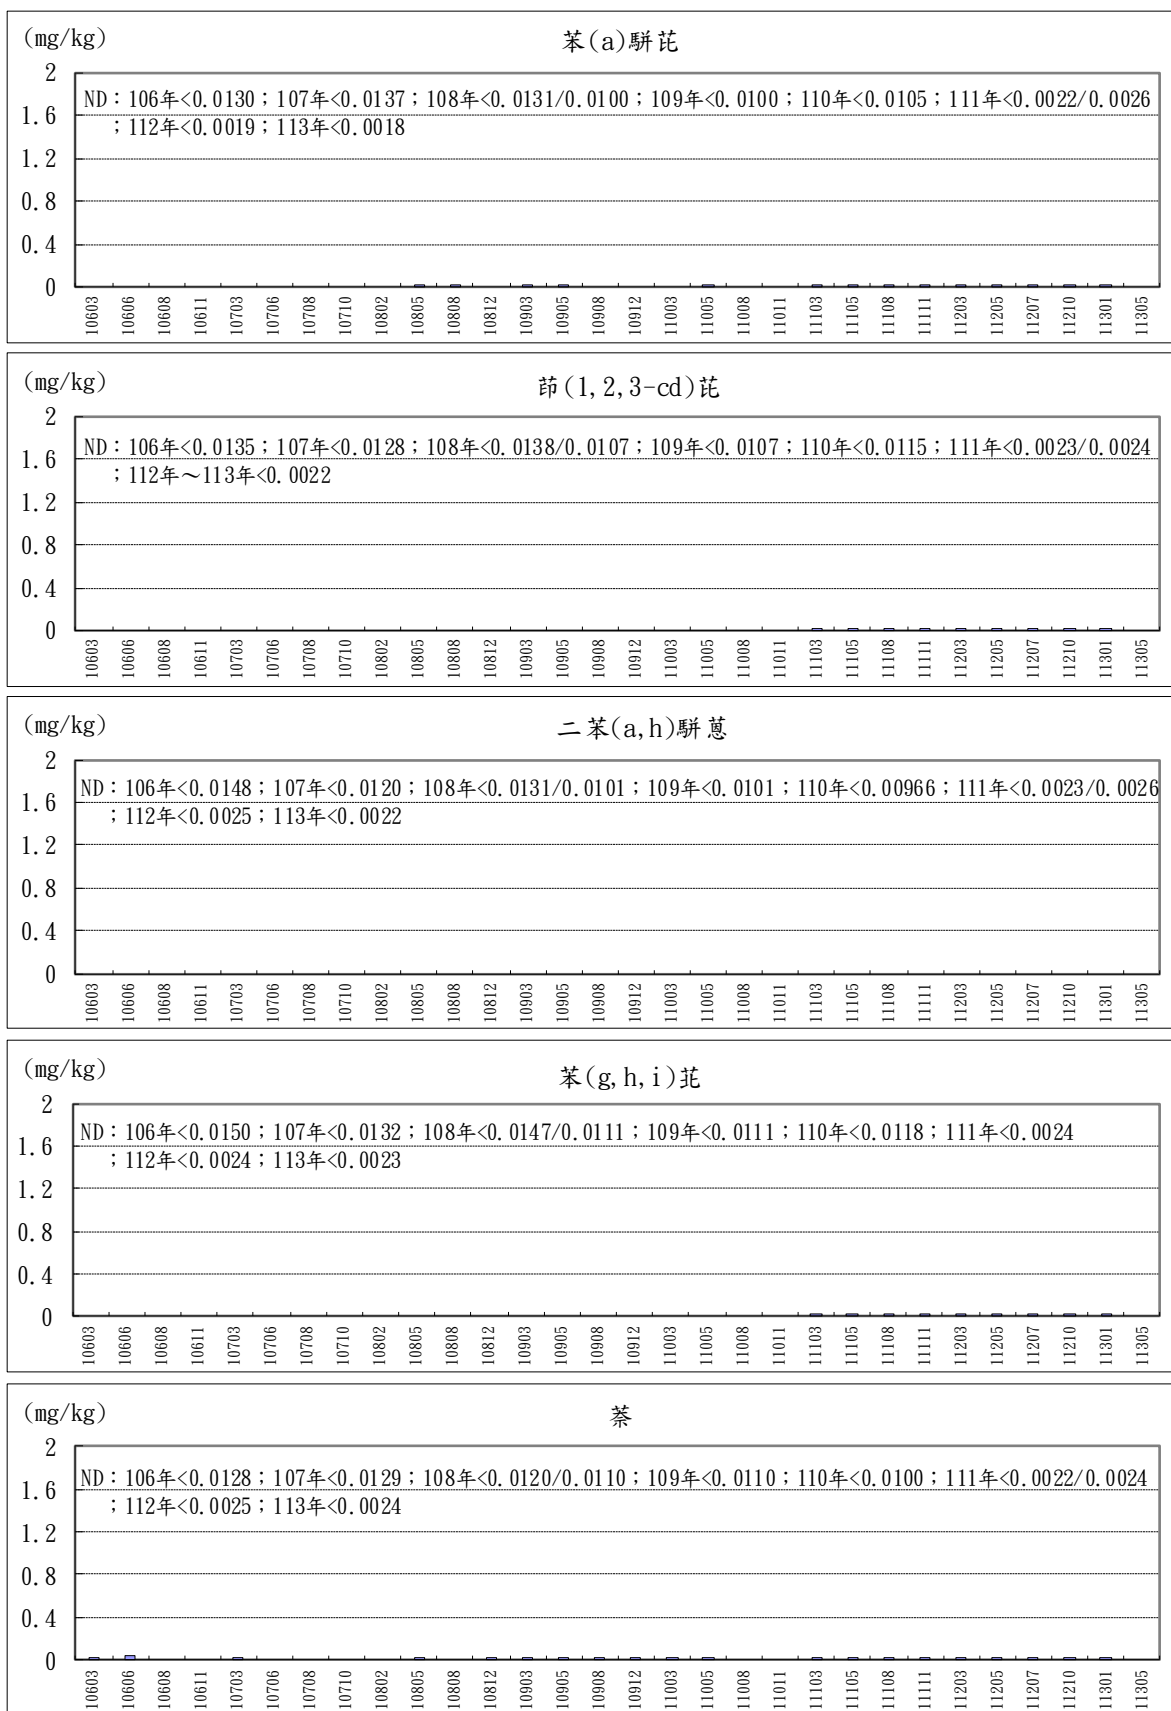 (mg/kg)
苯(a)駢芘
2
ND：106年<0.0130；107年<0.0137；108年<0.0131/0.0100；109年<0.0100；110年<0.0105；111年<0.0022/0.0026
1.6
；112年<0.0019；113年<0.0018
1.2
0.8
0.4
0
10603 10606 10608 10611 10703 10706 10708 10710 10802 10805 10808 10812 10903 10905 10908 10912 11003 11005 11008 11011 11103 11105 11108 11111 11203 11205 11207 11210 11301 11305
(mg/kg)
茚(1,2,3-cd)芘
2
ND：106年<0.0135；107年<0.0128；108年<0.0138/0.0107；109年<0.0107；110年<0.0115；111年<0.0023/0.0024
1.6
；112年～113年<0.0022
1.2
0.8
0.4
0
10603 10606 10608 10611 10703 10706 10708 10710 10802 10805 10808 10812 10903 10905 10908 10912 11003 11005 11008 11011 11103 11105 11108 11111 11203 11205 11207 11210 11301 11305
(mg/kg)
二苯(a,h)駢蒽
2
ND：106年<0.0148；107年<0.0120；108年<0.0131/0.0101；109年<0.0101；110年<0.00966；111年<0.0023/0.0026
1.6
；112年<0.0025；113年<0.0022
1.2
0.8
0.4
0
10603 10606 10608 10611 10703 10706 10708 10710 10802 10805 10808 10812 10903 10905 10908 10912 11003 11005 11008 11011 11103 11105 11108 11111 11203 11205 11207 11210 11301 11305
(mg/kg)
苯(g,h,i)苝
2
ND：106年<0.0150；107年<0.0132；108年<0.0147/0.0111；109年<0.0111；110年<0.0118；111年<0.0024
1.6
；112年<0.0024；113年<0.0023
1.2
0.8
0.4
0
10603 10606 10608 10611 10703 10706 10708 10710 10802 10805 10808 10812 10903 10905 10908 10912 11003 11005 11008 11011 11103 11105 11108 11111 11203 11205 11207 11210 11301 11305
(mg/kg)
萘
2
ND：106年<0.0128；107年<0.0129；108年<0.0120/0.0110；109年<0.0110；110年<0.0100；111年<0.0022/0.0024
1.6
；112年<0.0025；113年<0.0024
1.2
0.8
0.4
0
10603 10606 10608 10611 10703 10706 10708 10710 10802 10805 10808 10812 10903 10905 10908 10912 11003 11005 11008 11011 11103 11105 11108 11111 11203 11205 11207 11210 11301 11305